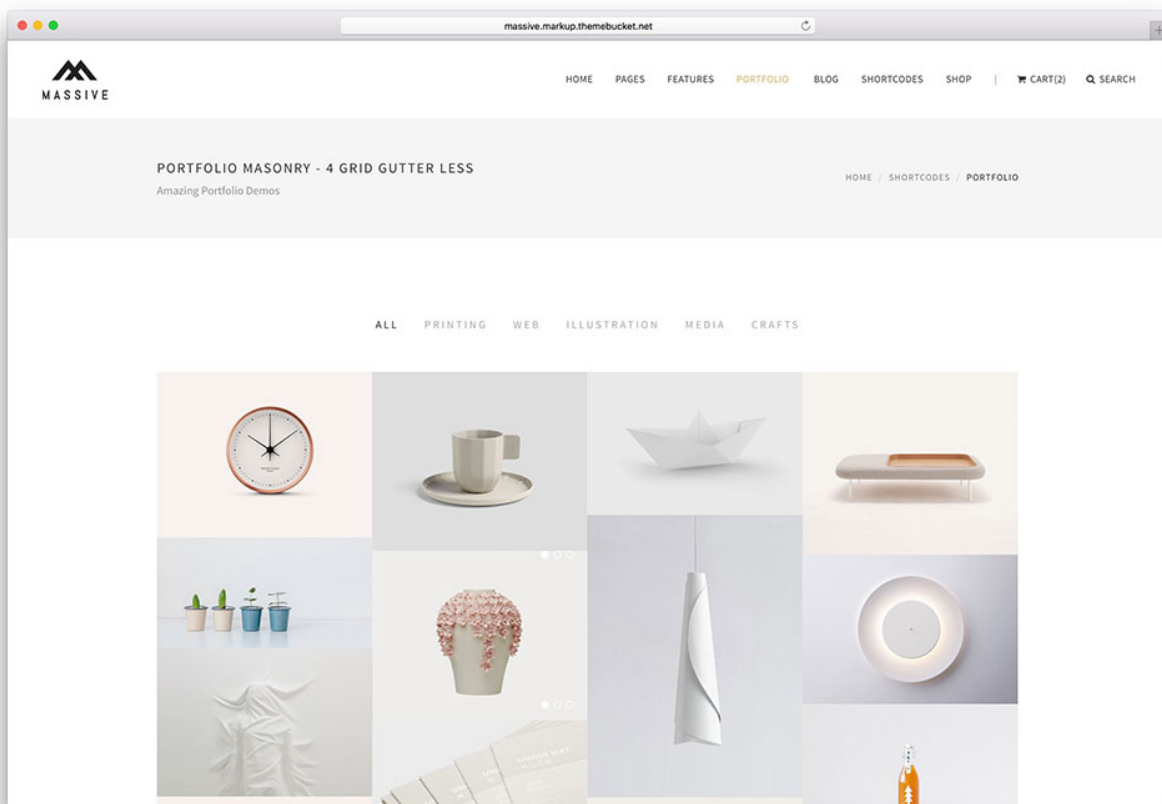 massive.markup.themebucket.net
MASSIVE
HOME PAGES FEATURES PORTFOLIO BLOG SHORTCODES SHOP | CART(2) SEARCH
PORTFOLIO MASONRY - 4 GRID GUTTER LESS
Amazing Portfolio Demos
HOME / SHORTCODES / PORTFOLIO
ALL PRINTING WEB ILLUSTRATION MEDIA CRAFTS